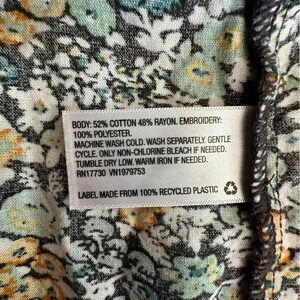 BODY: 52% COTTON 48% RAYON. EMBROIDERY:
100% POLYESTER.
MACHINE WASH COLD. WASH SEPARATELY. GENTLE
CYCLE. ONLY NON-CHLORINE BLEACH IF NEEDED.
TUMBLE DRY LOW. WARM IRON IF NEEDED.
RN17730 VN1979753
LABEL MADE FROM 100% RECYCLED PLASTIC